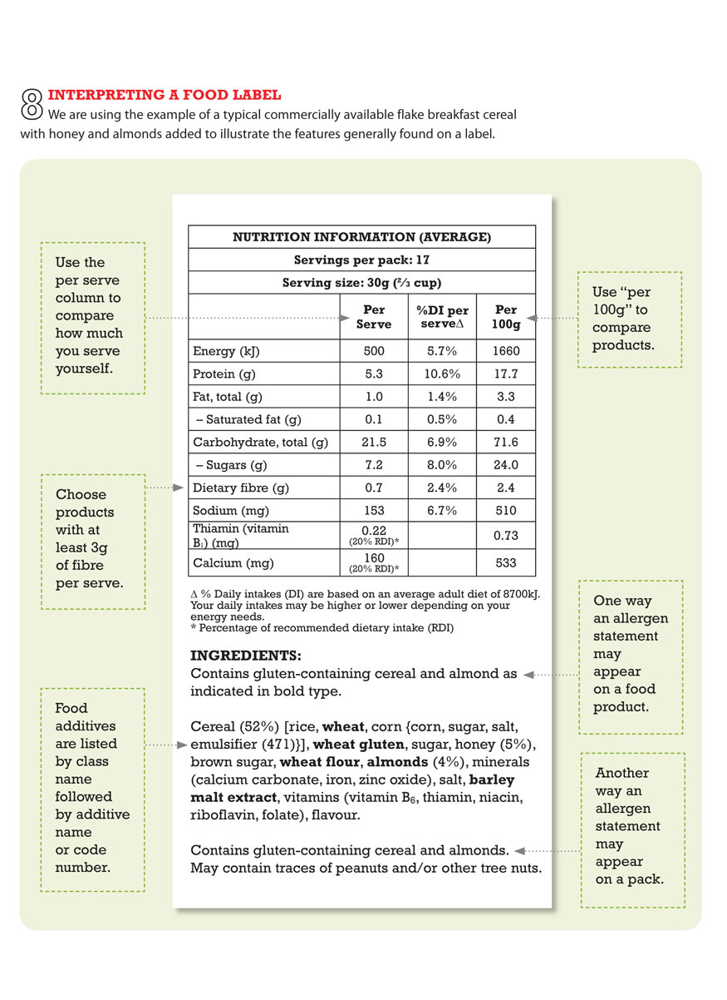 8
INTERPRETING A FOOD LABEL
We are using the example of a typical commercially available flake breakfast cereal
with honey and almonds added to illustrate the features generally found on a label.
Use the
per serve
column to
compare
how much
you serve
yourself.
Choose
products
with at
least 3g
of fibre
per serve.
Food
additives
are listed
by class
name
followed
by additive
name
or code
number.
NUTRITION INFORMATION (AVERAGE)
Servings per pack: 17
Serving size: 30g (⅔ cup)
Per Serve %DI per serve∆ Per 100g
Energy (kJ) 500 5.7% 1660
Protein (g) 5.3 10.6% 17.7
Fat, total (g) 1.0 1.4% 3.3
– Saturated fat (g) 0.1 0.5% 0.4
Carbohydrate, total (g) 21.5 6.9% 71.6
– Sugars (g) 7.2 8.0% 24.0
Dietary fibre (g) 0.7 2.4% 2.4
Sodium (mg) 153 6.7% 510
Thiamin (vitamin
B₁) (mg) 0.22 (20% RDI)* 0.73
Calcium (mg) 160 (20% RDI)* 533
∆ % Daily intakes (DI) are based on an average adult diet of 8700kJ.
Your daily intakes may be higher or lower depending on your
energy needs.
* Percentage of recommended dietary intake (RDI)
INGREDIENTS:
Contains gluten-containing cereal and almond as
indicated in bold type.
Cereal (52%) [rice, wheat, corn {corn, sugar, salt,
emulsifier (471)}], wheat gluten, sugar, honey (5%),
brown sugar, wheat flour, almonds (4%), minerals
(calcium carbonate, iron, zinc oxide), salt, barley
malt extract, vitamins (vitamin B₆, thiamin, niacin,
riboflavin, folate), flavour.
Contains gluten-containing cereal and almonds.
May contain traces of peanuts and/or other tree nuts.
Use “per
100g” to
compare
products.
One way
an allergen
statement
may
appear
on a food
product.
Another
way an
allergen
statement
may
appear
on a pack.